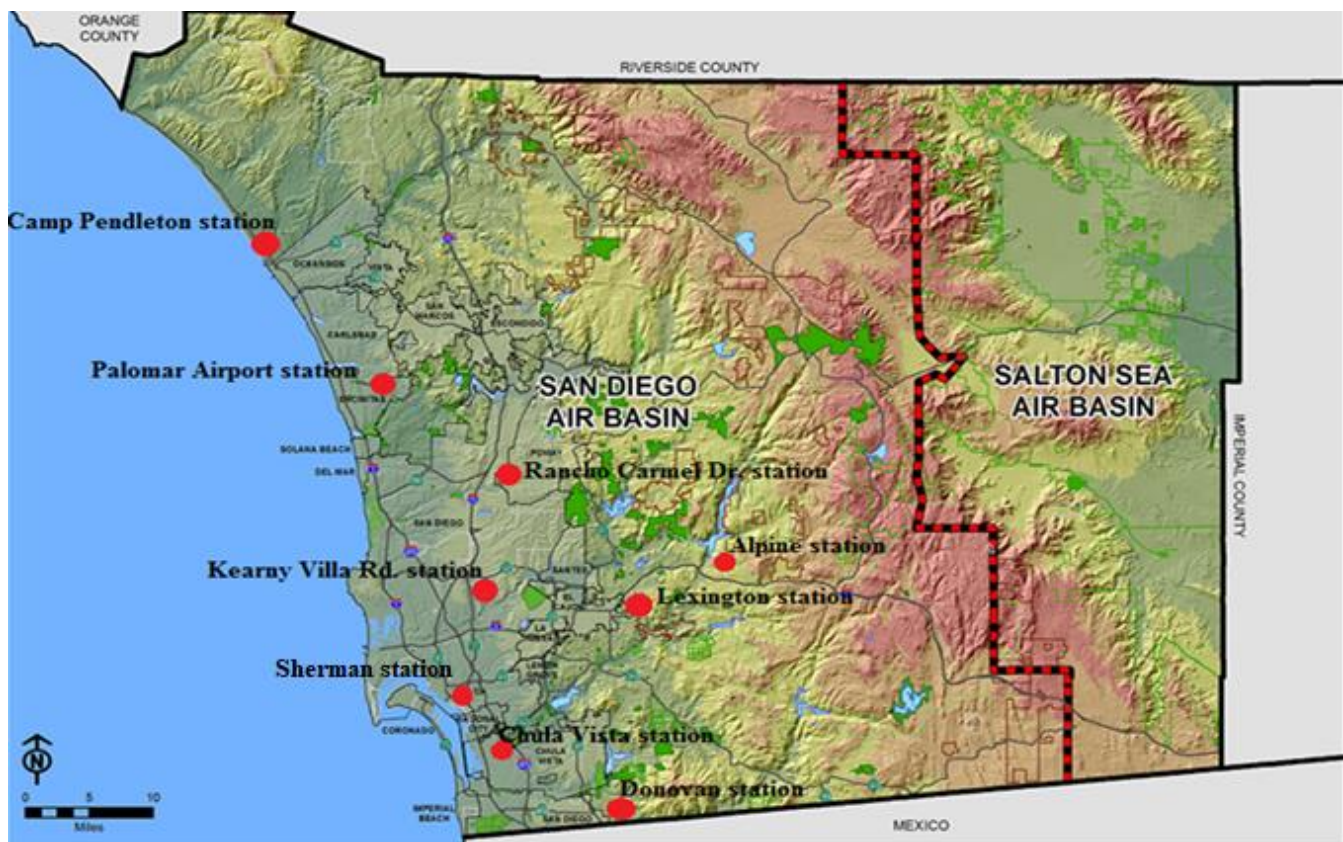 ORANGE
COUNTY
RIVERSIDE COUNTY
Camp Pendleton station
OCEANSIDE
VISTA
SAN
MARCOS
ESCONDIDO
CARLSBAD
Palomar Airport station
ENCINITAS
SAN DIEGO
AIR BASIN
SALTON SEA
AIR BASIN
IMPERIAL COUNTY
SOLANA BEACH
DEL MAR
POWAY
Rancho Carmel Dr. station
SAN DIEGO
Alpine station
Kearny Villa Rd. station
SANTEE
EL
CAJON
Lexington station
LA
MESA
Sherman station
LEMON
GROVE
CORONADO
Chula Vista station
CHULA
VISTA
Donovan station
IMPERIAL
BEACH
SAN DIEGO
MEXICO
N
0 5 10
Miles